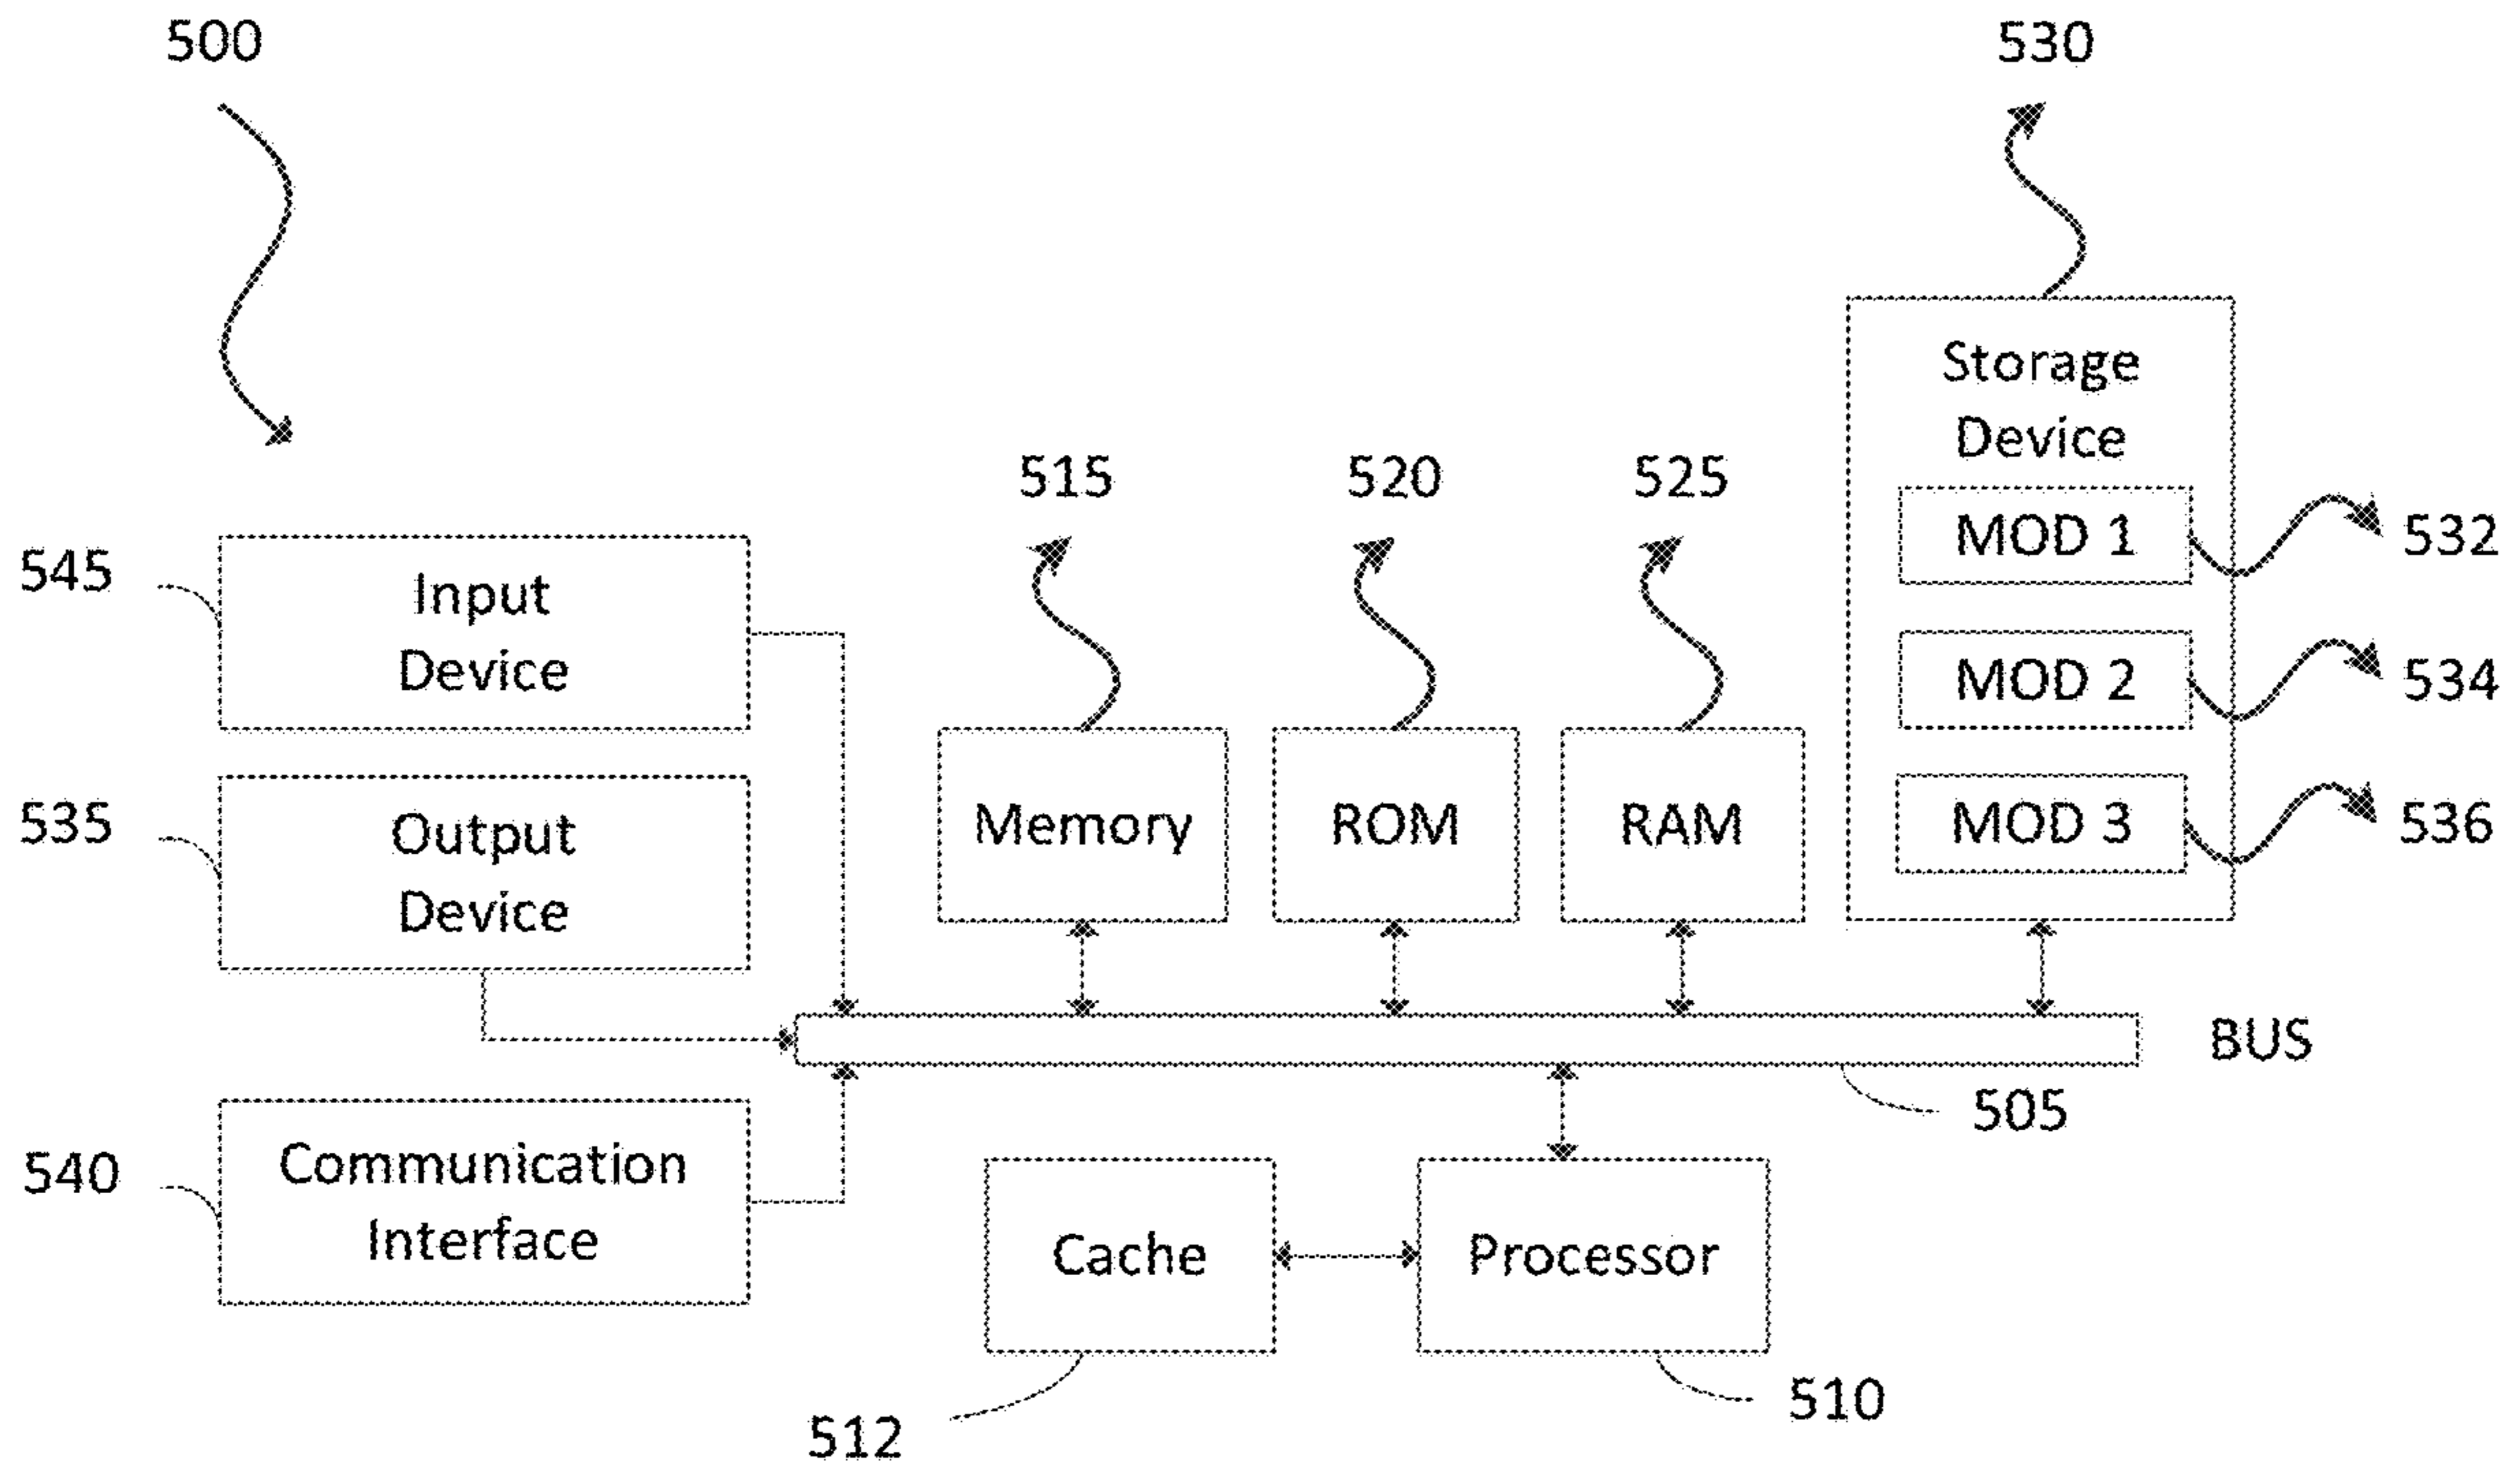 500
530
Storage
Device
515
520
525
MOD 1
532
545
Input
Device
MOD 2
534
535
Output
Device
Memory
ROM
RAM
MOD 3
536
BUS
505
540
Communication
Interface
Cache
Processor
510
512